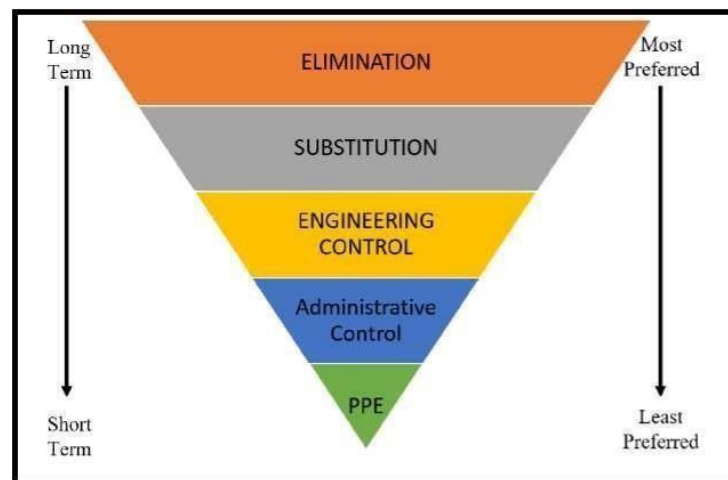 Long
Term
ELIMINATION
Most
Preferred
SUBSTITUTION
ENGINEERING
CONTROL
Administrative
Control
PPE
Short
Term
Least
Preferred